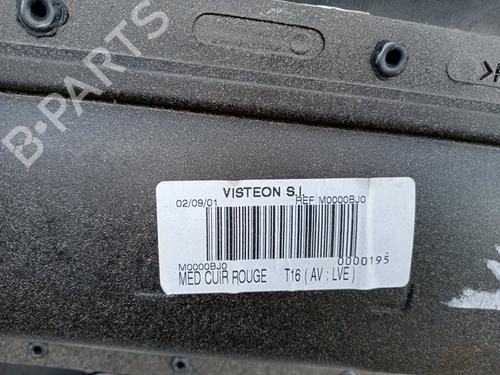 B-PARTS
VISTEON S.I.
02/09/01 REF M0000BJ0
M0000BJ0 0000195
MED CUIR ROUGE T16 ( AV : LVE )